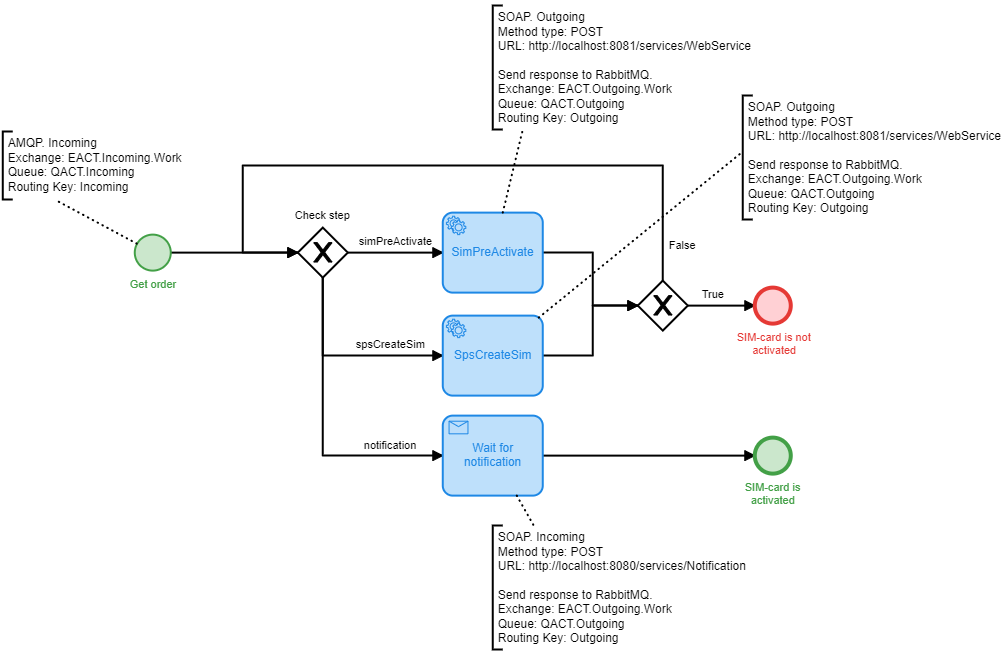 SOAP. Outgoing
Method type: POST
URL: http://localhost:8081/services/WebService
Send response to RabbitMQ.
Exchange: EACT.Outgoing.Work
Queue: QACT.Outgoing
Routing Key: Outgoing
SOAP. Outgoing
Method type: POST
URL: http://localhost:8081/services/WebService
Send response to RabbitMQ.
Exchange: EACT.Outgoing.Work
Queue: QACT.Outgoing
Routing Key: Outgoing
AMQP. Incoming
Exchange: EACT.Incoming.Work
Queue: QACT.Incoming
Routing Key: Incoming
Get order
Check step
simPreActivate
SimPreActivate
False
True
SIM-card is not
activated
spsCreateSim
SpsCreateSim
notification
Wait for
notification
SIM-card is
activated
SOAP. Incoming
Method type: POST
URL: http://localhost:8080/services/Notification
Send response to RabbitMQ.
Exchange: EACT.Outgoing.Work
Queue: QACT.Outgoing
Routing Key: Outgoing